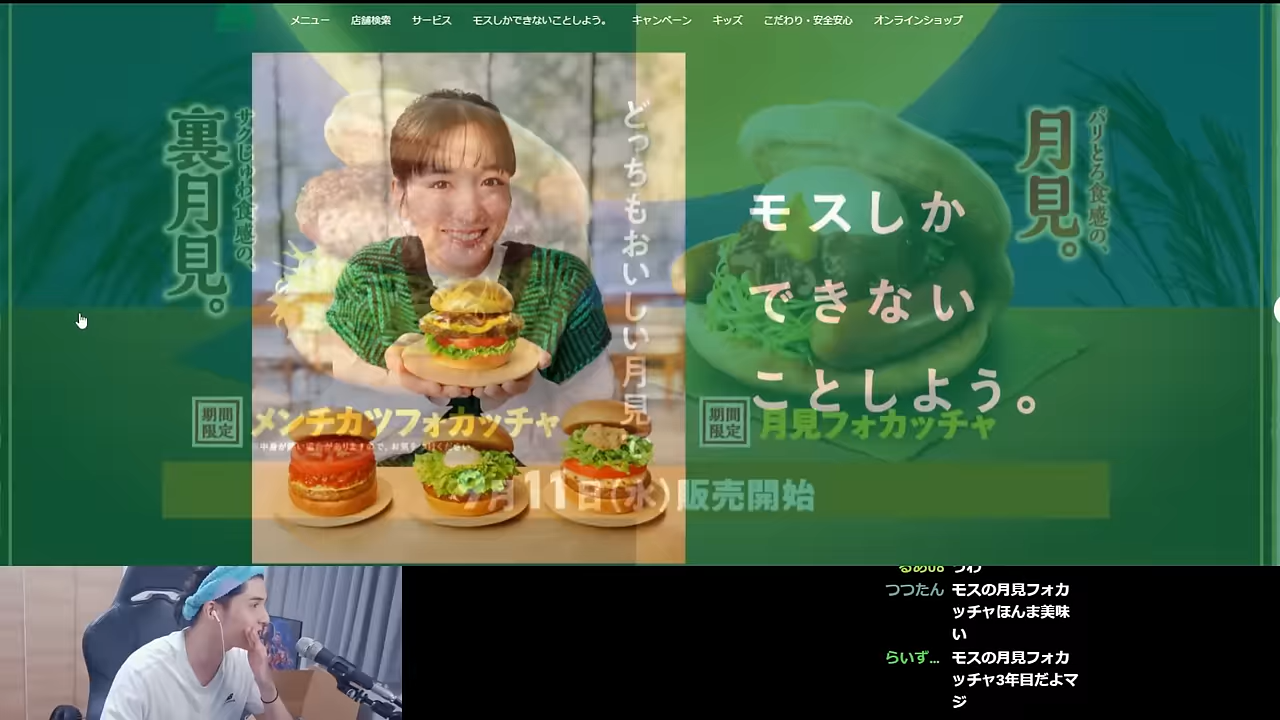 メニュー 店舗検索 サービス モスしかできないことしよう。 キャンペーン キッズ こだわり・安全安心 オンラインショップ
サクじゅわ食感の、
裏月見。
どっちもおいしい月見
パリとろ食感の、
月見。
モスしか
できない
ことしよう。
期間
限定
メンチカツフォカッチャ
期間
限定
月見フォカッチャ
月11日(水)販売開始
るあ08 うわ
つつたん モスの月見フォカ
ッチャほんま美味
い
らいず… モスの月見フォカ
ッチャ3年目だよマ
ジ